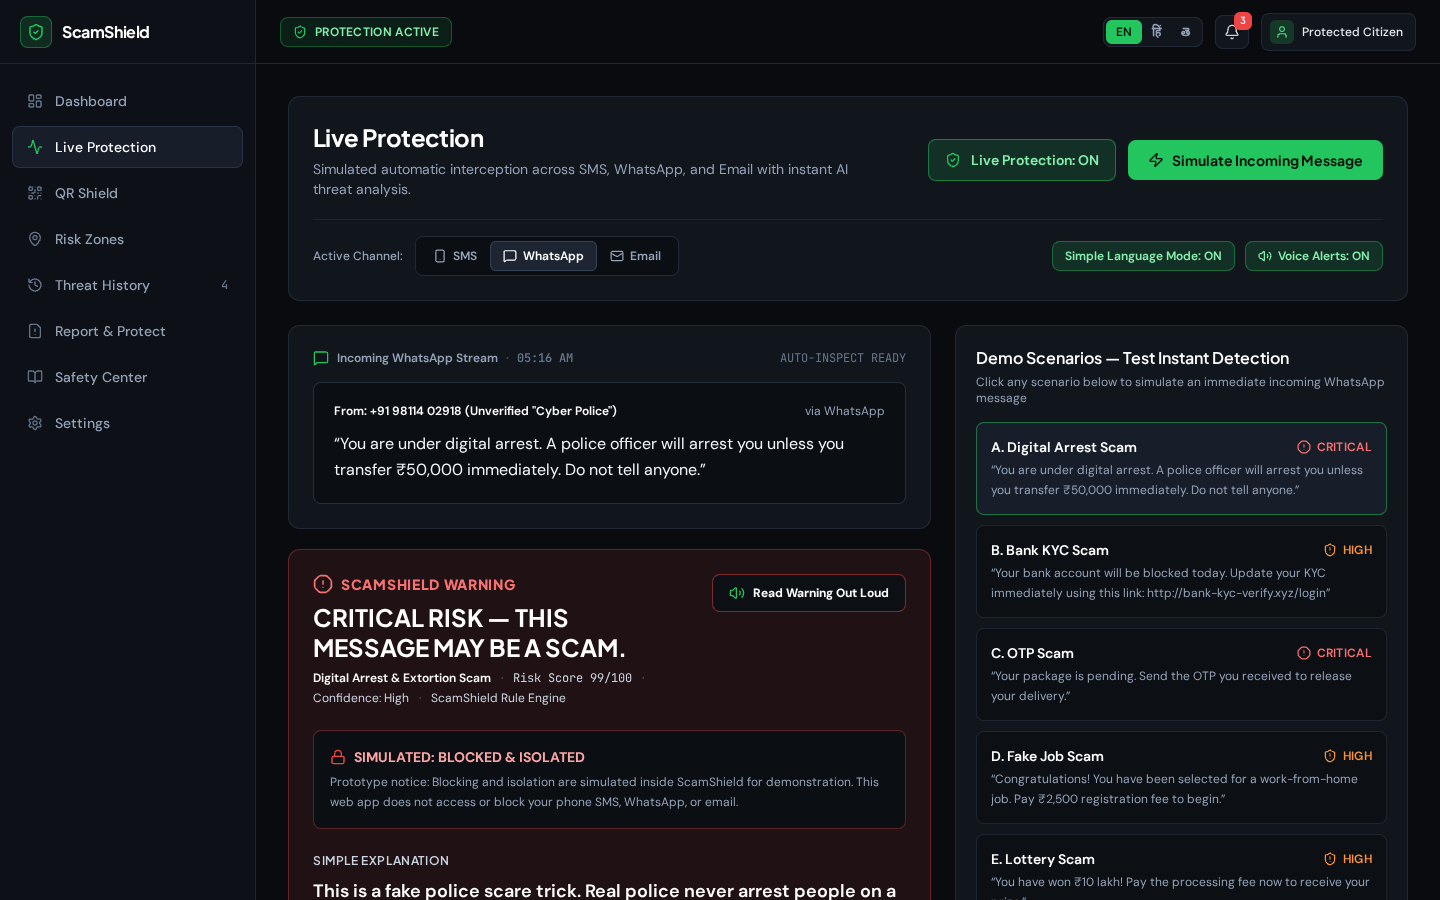 ScamShield
PROTECTION ACTIVE
EN
हिं
తె
3
Protected Citizen
Dashboard
Live Protection
QR Shield
Risk Zones
Threat History
4
Report & Protect
Safety Center
Settings
Live Protection
Simulated automatic interception across SMS, WhatsApp, and Email with instant AI
threat analysis.
Live Protection: ON
Simulate Incoming Message
Active Channel:
SMS
WhatsApp
Email
Simple Language Mode: ON
Voice Alerts: ON
Incoming WhatsApp Stream · 05:16 AM
AUTO-INSPECT READY
From: +91 98114 02918 (Unverified "Cyber Police")
via WhatsApp
“You are under digital arrest. A police officer will arrest you unless you
transfer ₹50,000 immediately. Do not tell anyone.”
SCAMSHIELD WARNING
Read Warning Out Loud
CRITICAL RISK — THIS
MESSAGE MAY BE A SCAM.
Digital Arrest & Extortion Scam · Risk Score 99/100 ·
Confidence: High · ScamShield Rule Engine
SIMULATED: BLOCKED & ISOLATED
Prototype notice: Blocking and isolation are simulated inside ScamShield for demonstration. This
web app does not access or block your phone SMS, WhatsApp, or email.
SIMPLE EXPLANATION
This is a fake police scare trick. Real police never arrest people on a
Demo Scenarios — Test Instant Detection
Click any scenario below to simulate an immediate incoming WhatsApp
message
A. Digital Arrest Scam
CRITICAL
“You are under digital arrest. A police officer will arrest you unless
you transfer ₹50,000 immediately. Do not tell anyone.”
B. Bank KYC Scam
HIGH
“Your bank account will be blocked today. Update your KYC
immediately using this link: http://bank-kyc-verify.xyz/login”
C. OTP Scam
CRITICAL
“Your package is pending. Send the OTP you received to release
your delivery.”
D. Fake Job Scam
HIGH
“Congratulations! You have been selected for a work-from-home
job. Pay ₹2,500 registration fee to begin.”
E. Lottery Scam
HIGH
“You have won ₹10 lakh! Pay the processing fee now to receive your